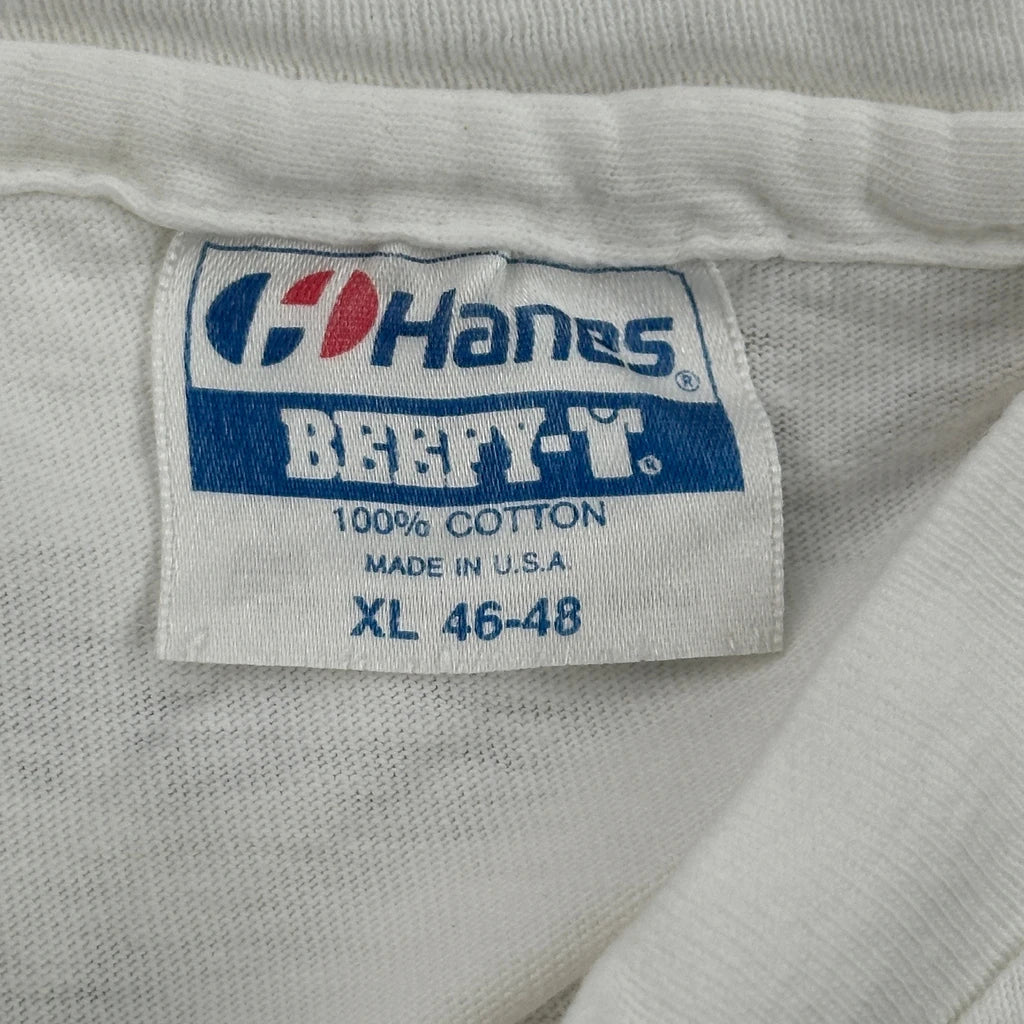 Hanes®
BEEFY-T®
100% COTTON
MADE IN U.S.A
XL 46-48